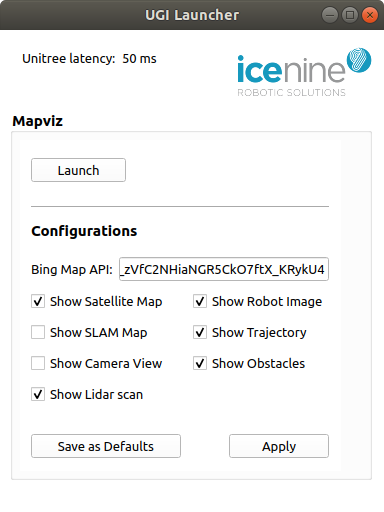 UGI Launcher
Unitree latency: 50 ms
icenine
ROBOTIC SOLUTIONS
Mapviz
Launch
Configurations
Bing Map API: _zVfC2NHiaNGR5CkO7ftX_KRykU4
Show Satellite Map Show Robot Image
Show SLAM Map Show Trajectory
Show Camera View Show Obstacles
Show Lidar scan
Save as Defaults Apply